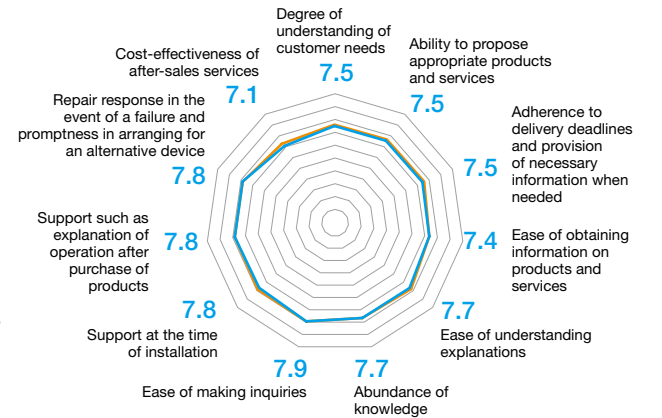 Degree of
understanding of
customer needs
7.5
Ability to propose
appropriate products
and services
7.5
Adherence to
delivery deadlines
and provision
of necessary
information when
needed
7.5
Ease of obtaining
information on
products and
services
7.4
Ease of understanding
explanations
7.7
Abundance of
knowledge
7.7
Ease of making inquiries
7.9
Support at the time
of installation
7.8
Support such as
explanation of
operation after
purchase of
products
7.8
Repair response in the
event of a failure and
promptness in arranging for
an alternative device
7.8
Cost-effectiveness of
after-sales services
7.1